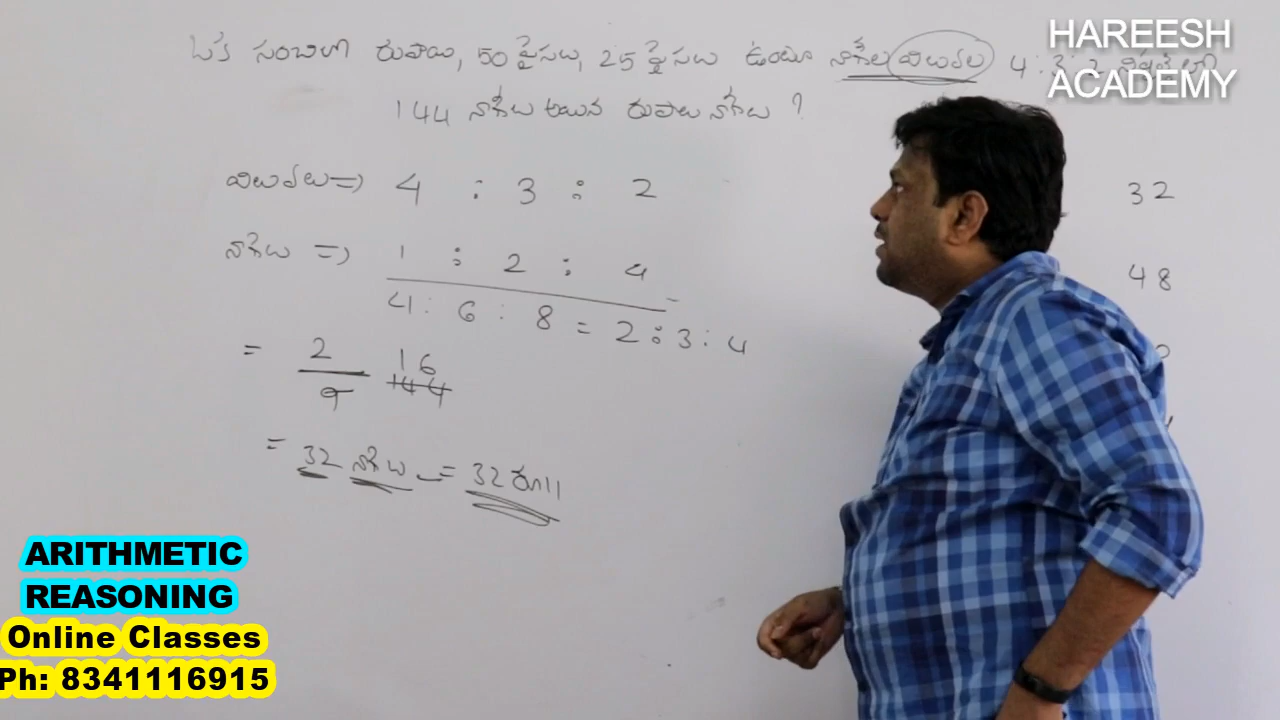 ఒక సంచిలో రుపాయి, 50 పైసలు, 25 పైసలు ఉంటూ నాణేల విలువల 4 : 3 : 2 నిష్పత్తిలో
144 నాణేలు అయిన రుపాలు నాణేలు ?
విలువలు => 4 : 3 : 2
నాణేలు => 1 : 2 : 4
4 : 6 : 8 = 2 : 3 : 4
= 2/9 144 16
= 32 నాణేలు = 32 రూ॥
32
48
HAREESH
ACADEMY
ARITHMETIC
REASONING
Online Classes
Ph: 8341116915